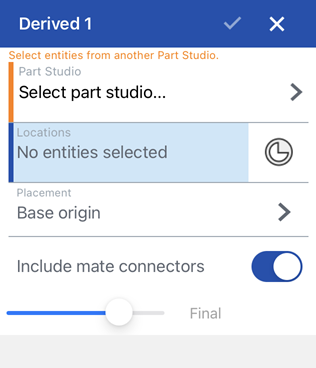 Derived 1
Select entities from another Part Studio.
Part Studio
Select part studio...
Locations
No entities selected
Placement
Base origin
Include mate connectors
Final